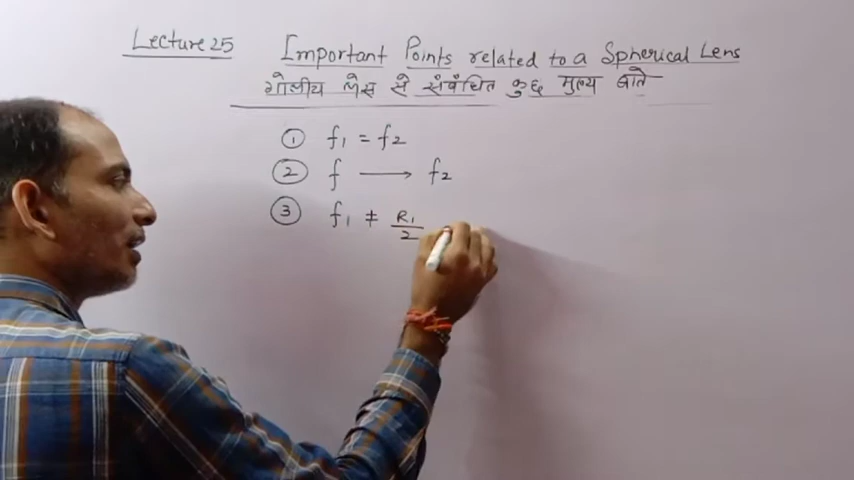 Lecture 25 Important Points related to a Spherical Lens
गोलीय लेंस से संबंधित कुछ मुख्य बाते
① f₁ = f₂
② f ⟶ f₂
③ f₁ ≠ R₁/2